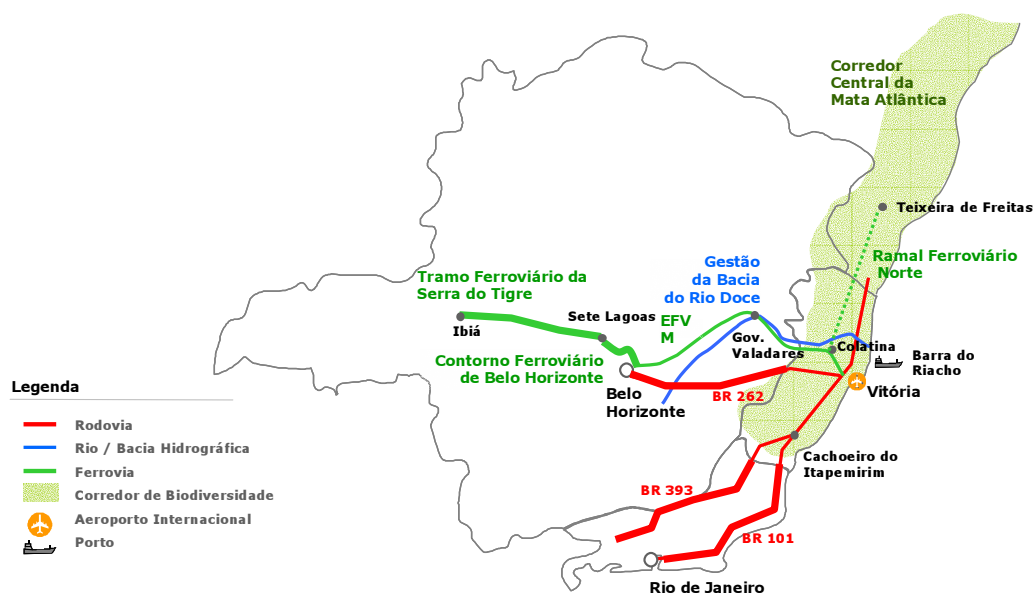 Corredor
Central da
Mata Atlântica
Teixeira de Freitas
Ramal Ferroviário
Norte
Gestão
da Bacia
do Rio Doce
Tramo Ferroviário da
Serra do Tigre
Ibiá
Sete Lagoas
EFV
M
Gov.
Valadares
Colatina
Contorno Ferroviário
de Belo Horizonte
Barra do
Riacho
Vitória
Belo
Horizonte
BR 262
Cachoeiro do
Itapemirim
BR 393
BR 101
Rio de Janeiro
Legenda
Rodovia
Rio / Bacia Hidrográfica
Ferrovia
Corredor de Biodiversidade
Aeroporto Internacional
Porto